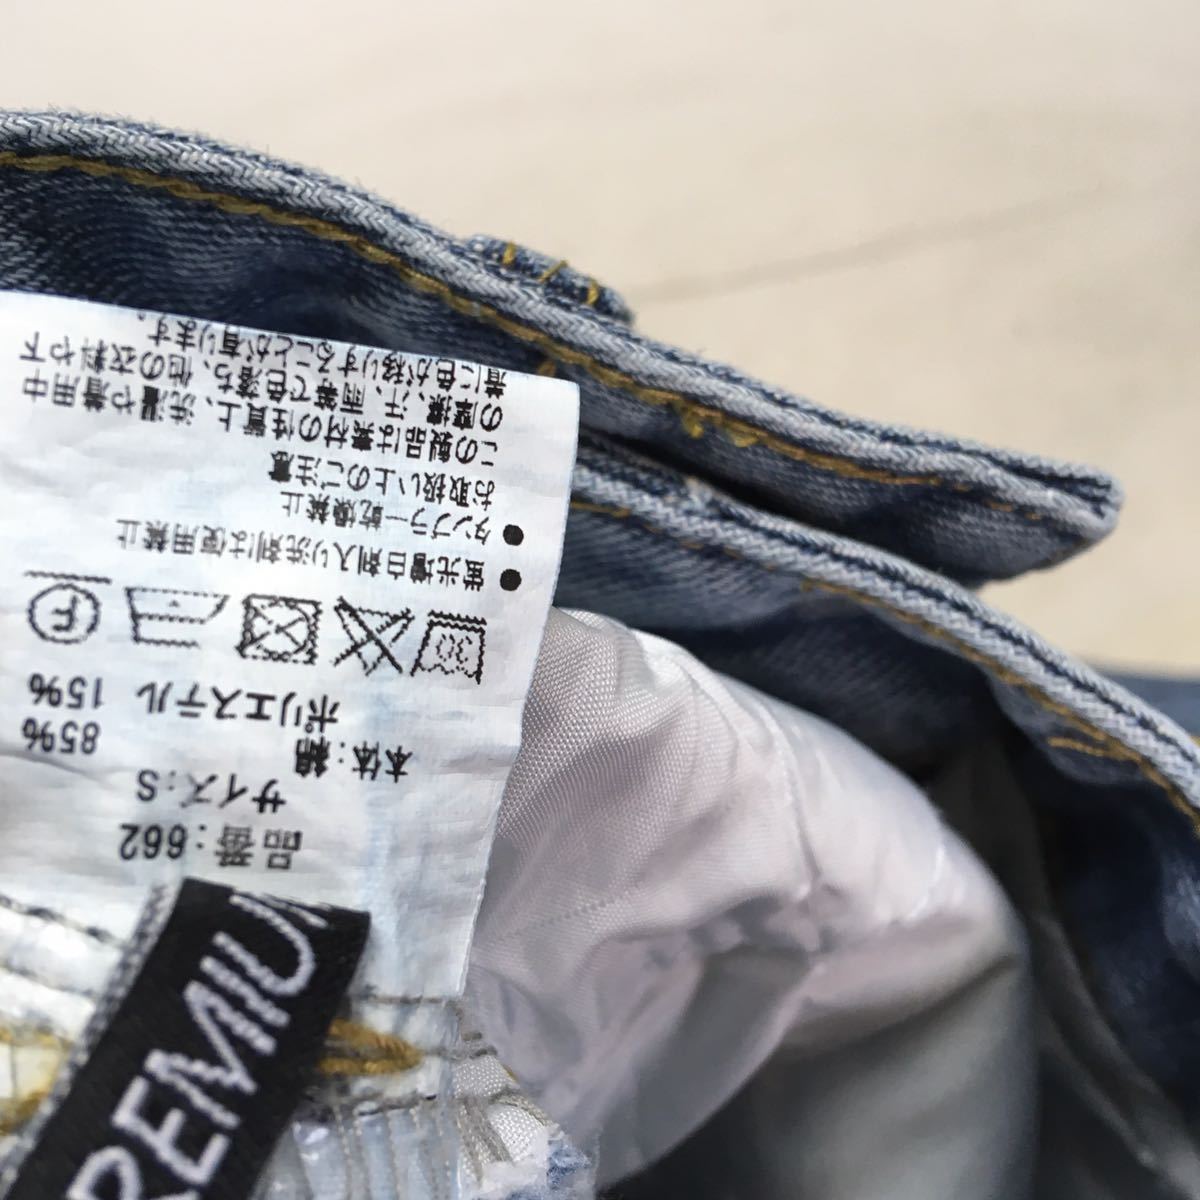 品番:662
サイズ:S
本体:綿 85%
ポリエステル 15%
30
F
● 蛍光増白剤入り洗剤は使用禁止
● タンブラー乾燥禁止
お取扱い上のご注意
この製品は素材の性質上、洗濯や着用中
の摩擦、汗、雨等で色落ち、他の衣料や下
着に色が移りすることが有ります。
REMIU